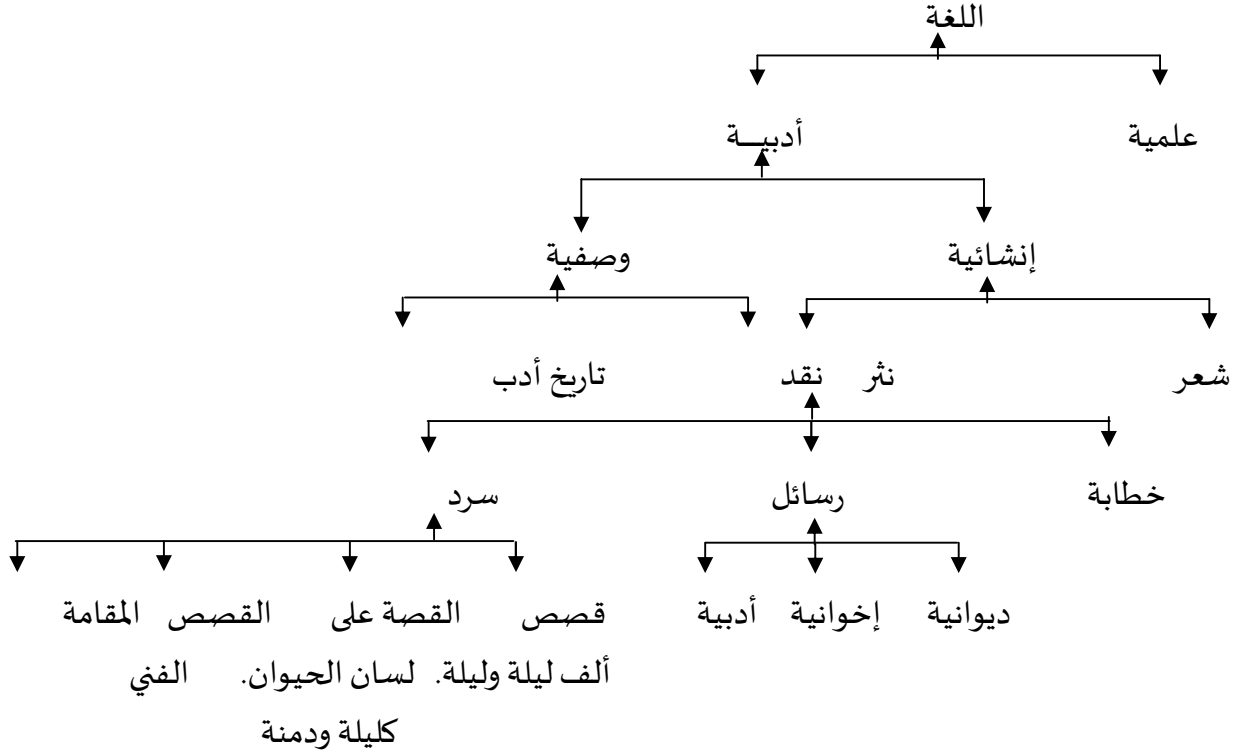 اللغة
علمية أدبيـــة
إنشائية وصفية
شعر نثر نقد تاريخ أدب
خطابة رسائل سرد
ديوانية إخوانية أدبية قصص القصة على القصص المقامة
ألف ليلة وليلة. لسان الحيوان. الفني
كليلة ودمنة